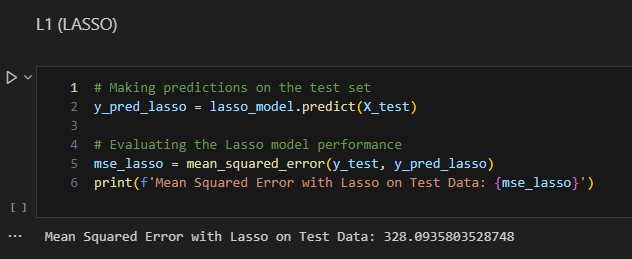 L1 (LASSO)
1 # Making predictions on the test set
2 y_pred_lasso = lasso_model.predict(X_test)
3
4 # Evaluating the Lasso model performance
5 mse_lasso = mean_squared_error(y_test, y_pred_lasso)
6 print(f'Mean Squared Error with Lasso on Test Data: {mse_lasso}')
[ ]
... Mean Squared Error with Lasso on Test Data: 328.0935803528748